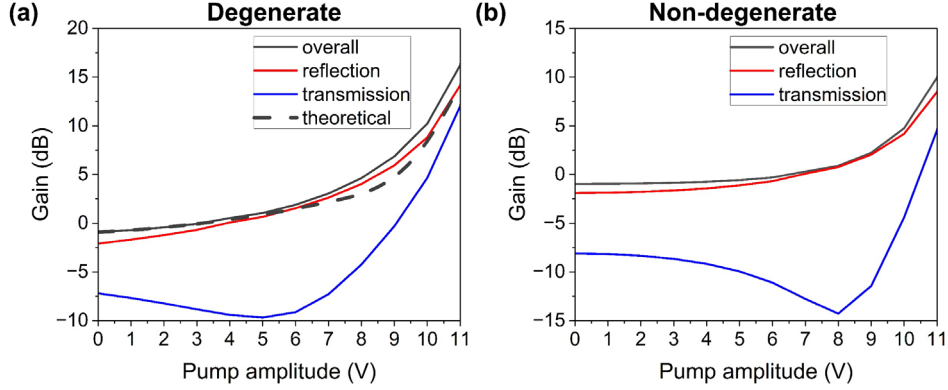 (a)
Degenerate
20
15
10
5
0
−5
−10
Gain (dB)
overall
reflection
transmission
theoretical
0 1 2 3 4 5 6 7 8 9 10 11
Pump amplitude (V)
(b)
Non-degenerate
15
10
5
0
−5
−10
−15
Gain (dB)
overall
reflection
transmission
0 1 2 3 4 5 6 7 8 9 10 11
Pump amplitude (V)